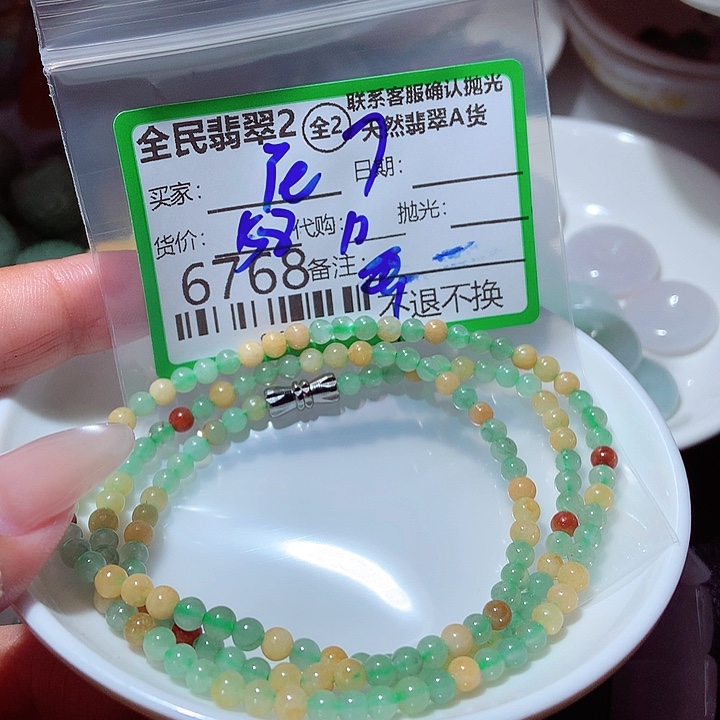 全民翡翠2 全2 联系客服确认抛光
天然翡翠A货
买家： 日期：
货价： 代购： 抛光：
6768 备注：
不退不换